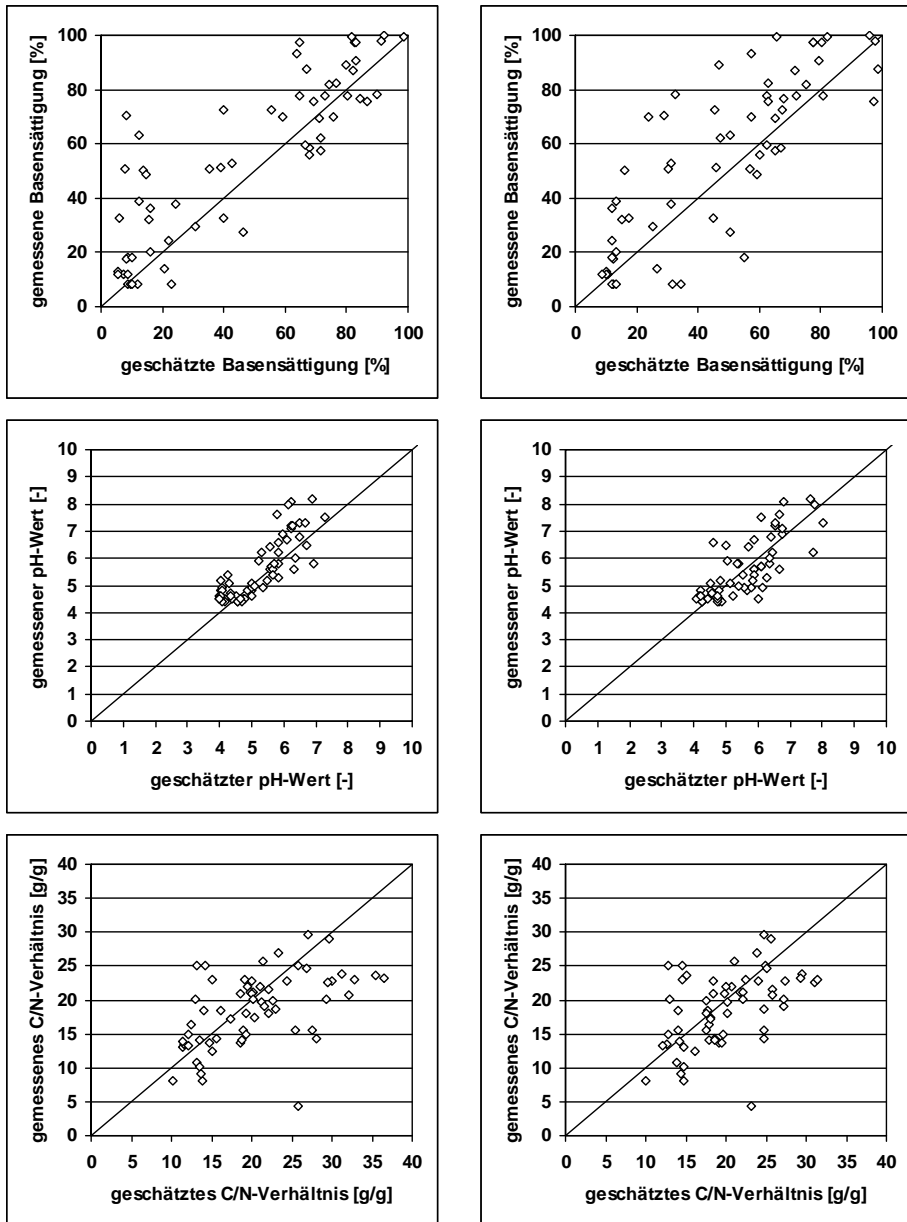 gemessene Basensättigung [%]
100
80
60
40
20
0
0 20 40 60 80 100
geschätzte Basensättigung [%]
gemessene Basensättigung [%]
100
80
60
40
20
0
0 20 40 60 80 100
geschätzte Basensättigung [%]
gemessener pH-Wert [-]
10
9
8
7
6
5
4
3
2
1
0
0 1 2 3 4 5 6 7 8 9 10
geschätzter pH-Wert [-]
gemessener pH-Wert [-]
10
9
8
7
6
5
4
3
2
1
0
0 1 2 3 4 5 6 7 8 9 10
geschätzter pH-Wert [-]
gemessenes C/N-Verhältnis [g/g]
40
35
30
25
20
15
10
5
0
0 5 10 15 20 25 30 35 40
geschätztes C/N-Verhältnis [g/g]
gemessenes C/N-Verhältnis [g/g]
40
35
30
25
20
15
10
5
0
0 5 10 15 20 25 30 35 40
geschätztes C/N-Verhältnis [g/g]